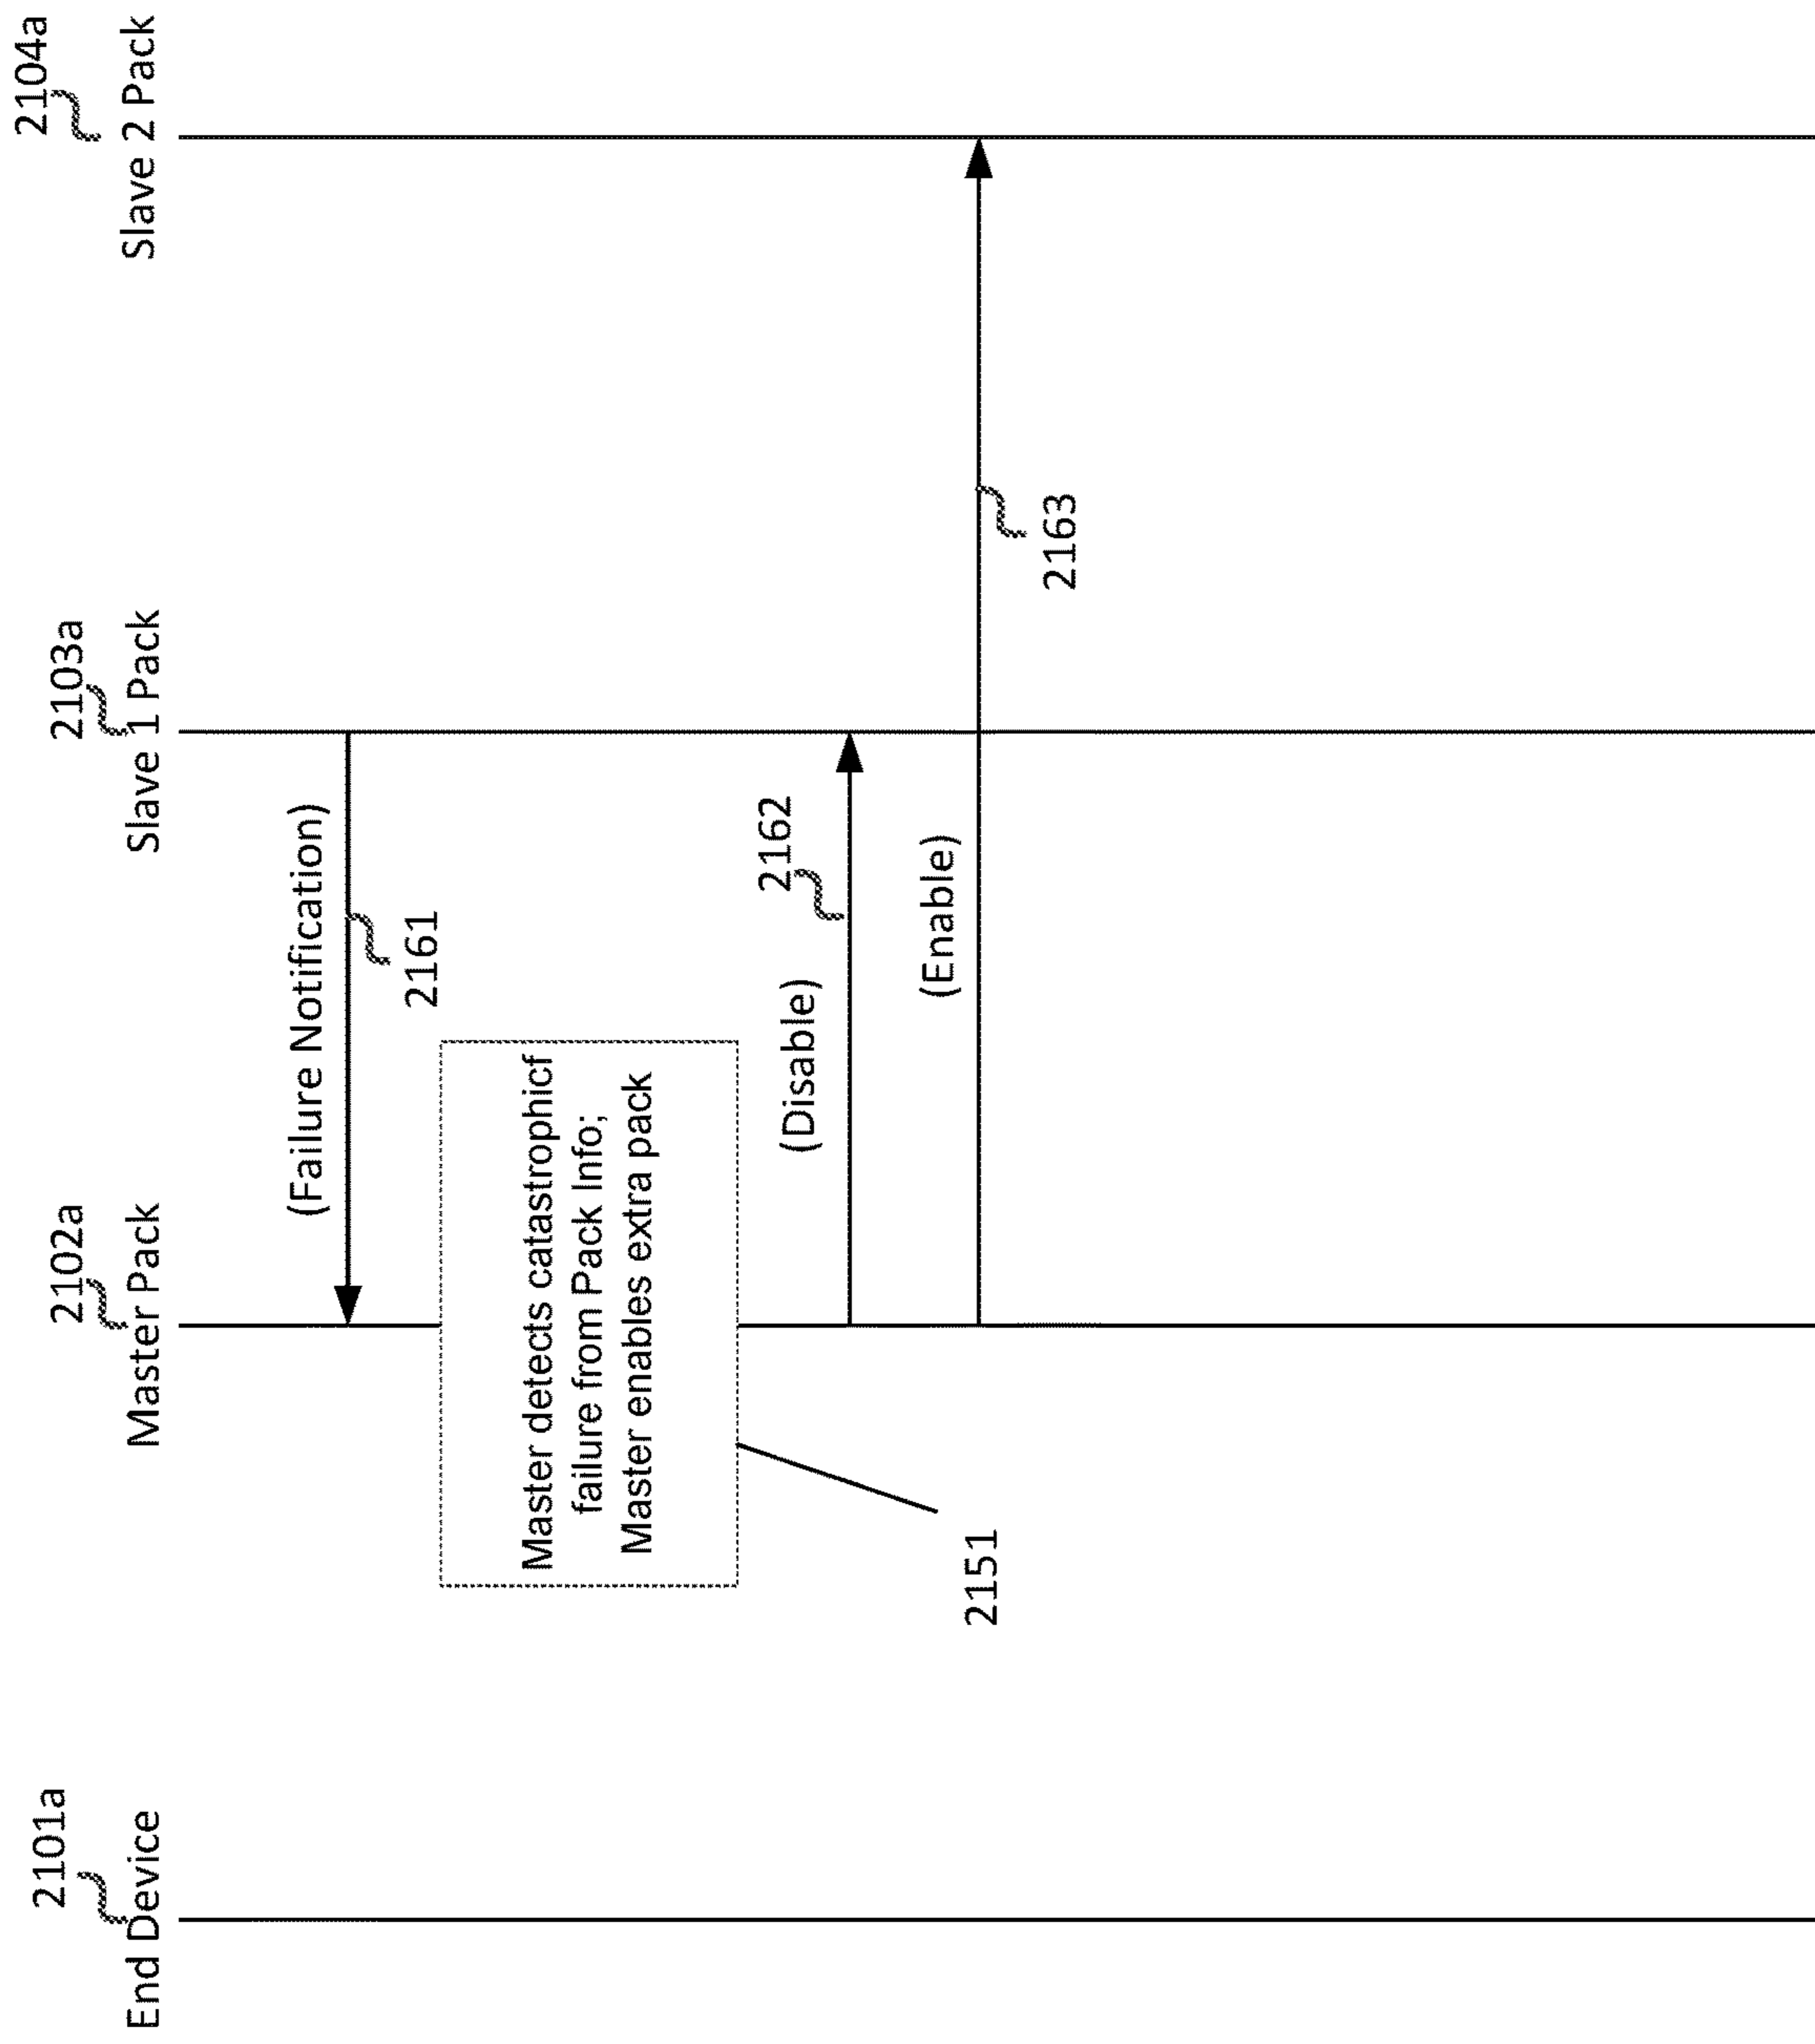 2101a
End Device
2102a
Master Pack
2103a
Slave 1 Pack
2104a
Slave 2 Pack
(Failure Notification)
2161
Master detects catastrophicf
failure from Pack Info;
Master enables extra pack
2151
(Disable)
2162
(Enable)
2163